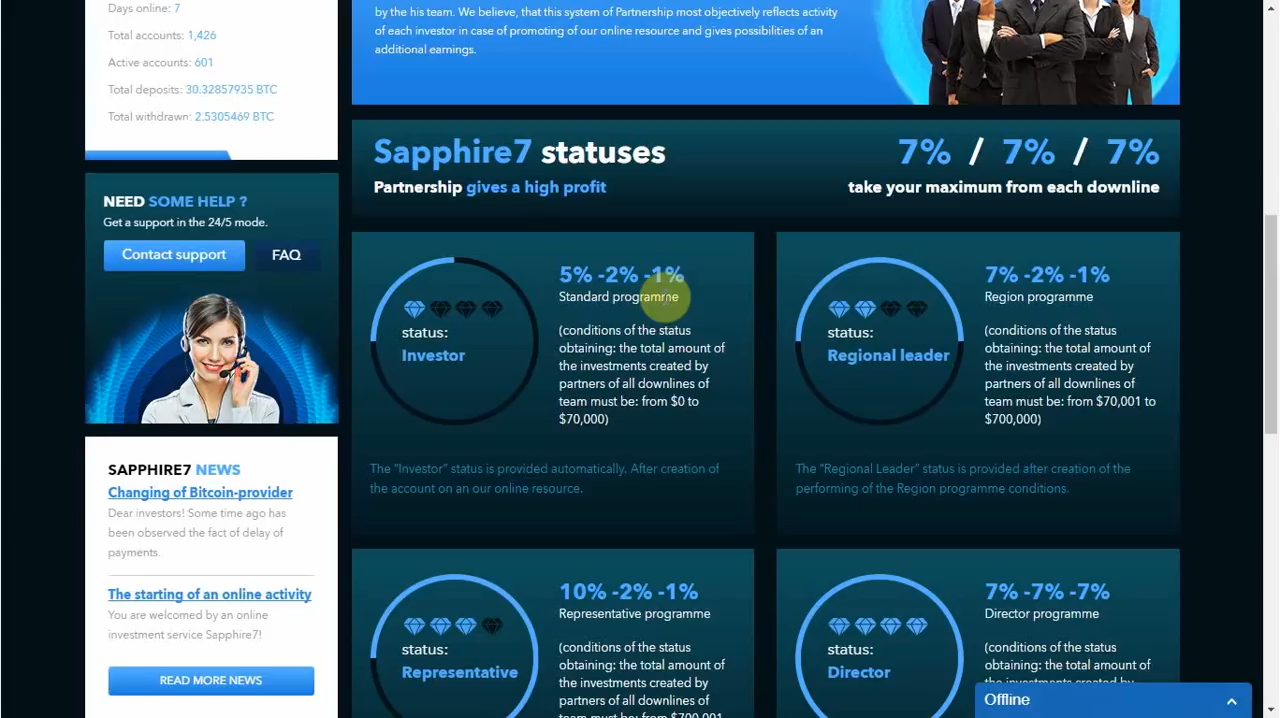 Days online: 7
Total accounts: 1,426
Active accounts: 601
Total deposits: 30.32857935 BTC
Total withdrawn: 2.5305469 BTC
NEED SOME HELP ?
Get a support in the 24/5 mode.
Contact support
FAQ
SAPPHIRE7 NEWS
Changing of Bitcoin-provider
Dear investors! Some time ago has
been observed the fact of delay of
payments.
The starting of an online activity
You are welcomed by an online
investment service Sapphire7!
READ MORE NEWS
by the his team. We believe, that this system of Partnership most objectively reflects activity
of each investor in case of promoting of our online resource and gives possibilities of an
additional earnings.
Sapphire7 statuses
Partnership gives a high profit
7% / 7% / 7%
take your maximum from each downline
status:
Investor
5% -2% -1%
Standard programme
(conditions of the status
obtaining: the total amount of
the investments created by
partners of all downlines of
team must be: from $0 to
$70,000)
The "Investor" status is provided automatically. After creation of
the account on an our online resource.
status:
Regional leader
7% -2% -1%
Region programme
(conditions of the status
obtaining: the total amount of
the investments created by
partners of all downlines of
team must be: from $70,001 to
$700,000)
The "Regional Leader" status is provided after creation of the
performing of the Region programme conditions.
status:
Representative
10% -2% -1%
Representative programme
(conditions of the status
obtaining: the total amount of
the investments created by
partners of all downlines of
team must be: from $700,001
status:
Director
7% -7% -7%
Director programme
(conditions of the status
obtaining: the total amount of
Offline